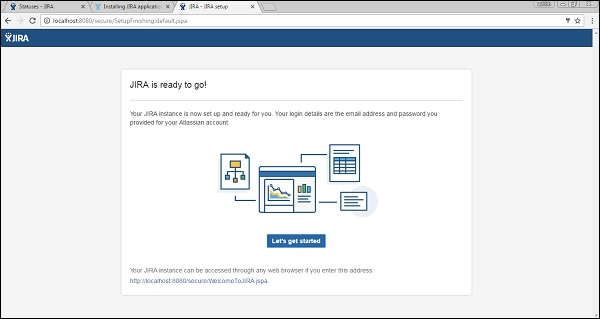 Statuses - JIRA
Installing JIRA application
JIRA - JIRA setup
localhost:8080/secure/SetupFinishing!default.jspa
JIRA
JIRA is ready to go!
Your JIRA instance is now set up and ready for you. Your login details are the email address and password you
provided for your Atlassian account.
Let's get started
Your JIRA instance can be accessed through any web browser if you enter this address:
http://localhost:8080/secure/WelcomeToJIRA.jspa.